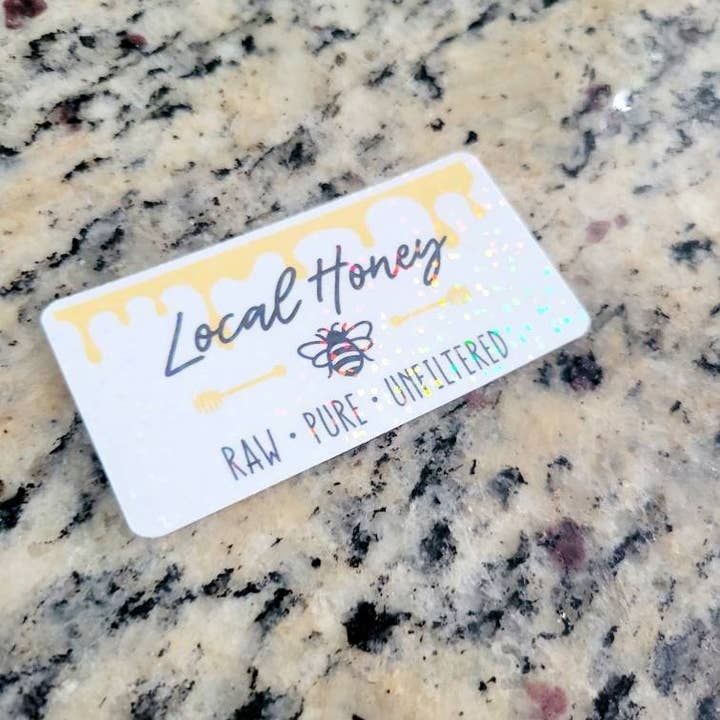 Local Honey
RAW • PURE • UNFILTERED